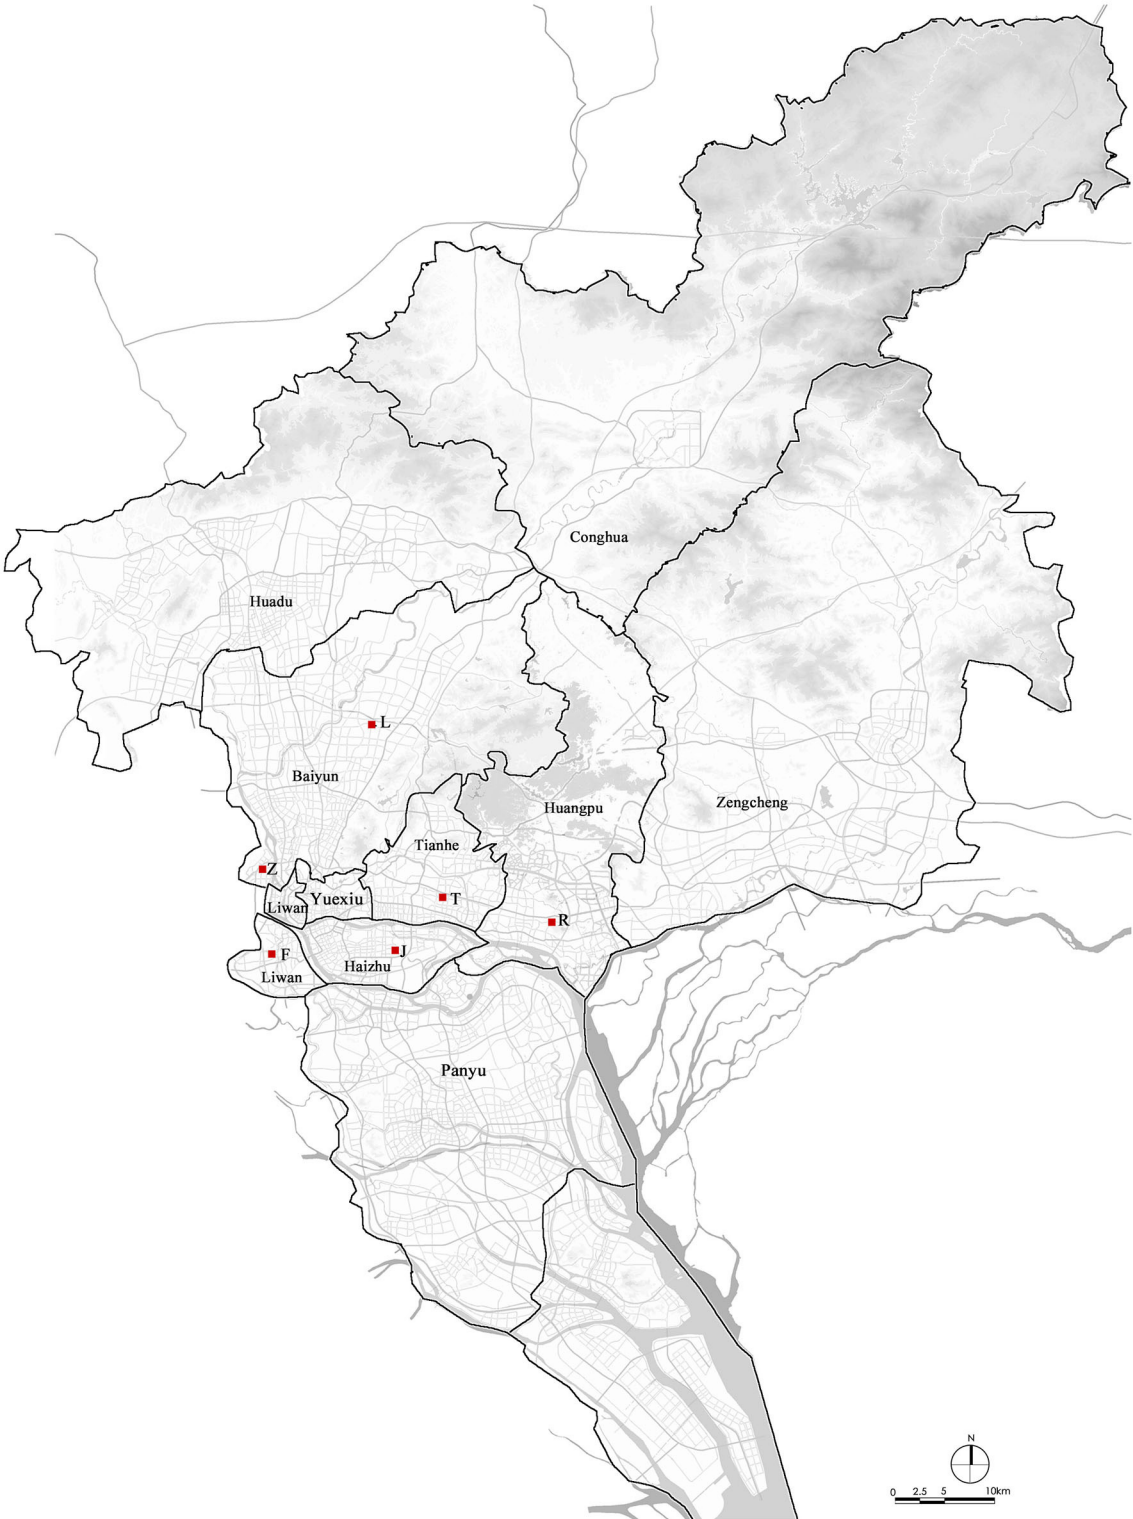 Conghua
Huadu
L
Baiyun
Zengcheng
Huangpu
Tianhe
Z
Yuexiu
T
Liwan
R
J
F
Haizhu
Liwan
Panyu
N
0 2.5 5 10km